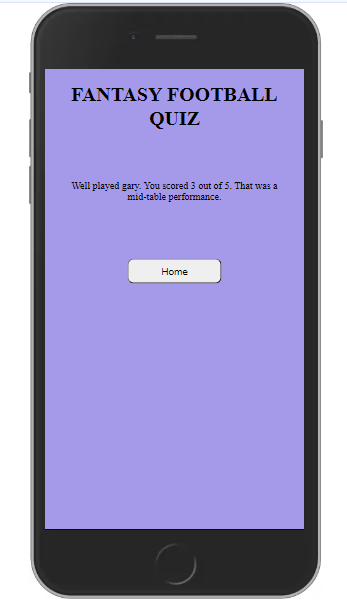 FANTASY FOOTBALL
QUIZ
Well played gary. You scored 3 out of 5. That was a
mid-table performance.
Home